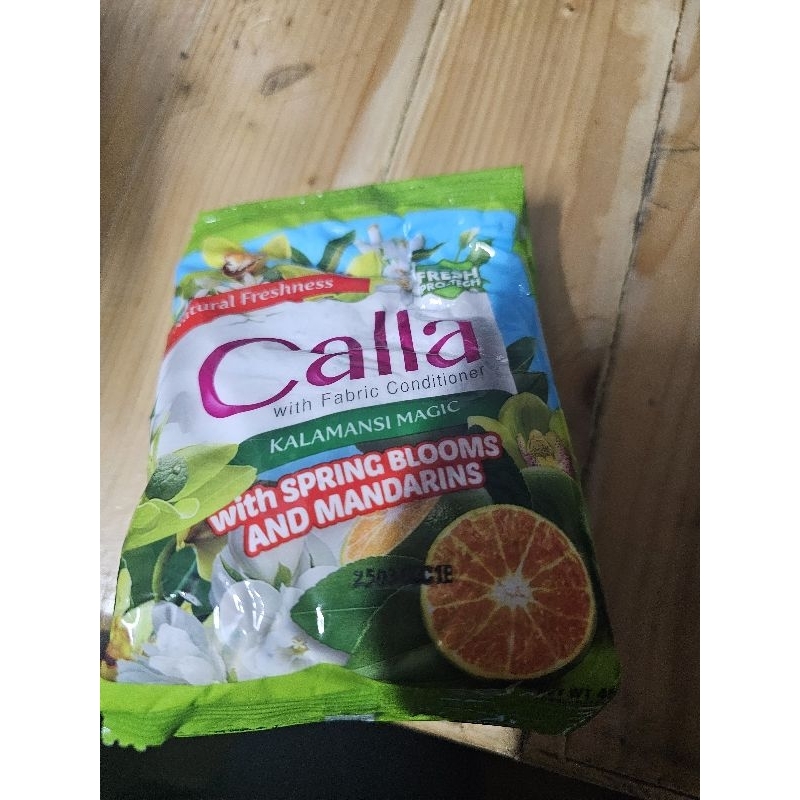 Natural Freshness
FRESH
PROTECH
Calla
with Fabric Conditioner
KALAMANSI MAGIC
with SPRING BLOOMS
AND MANDARINS